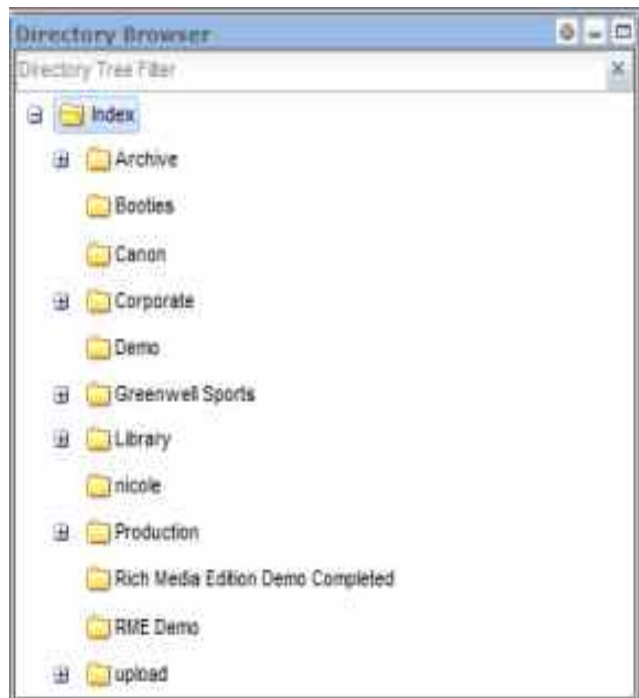 Directory Browser
Directory Tree Filter
Index
Archive
Booties
Canon
Corporate
Demo
Greenwell Sports
Library
nicole
Production
Rich Media Edition Demo Completed
RME Demo
upload